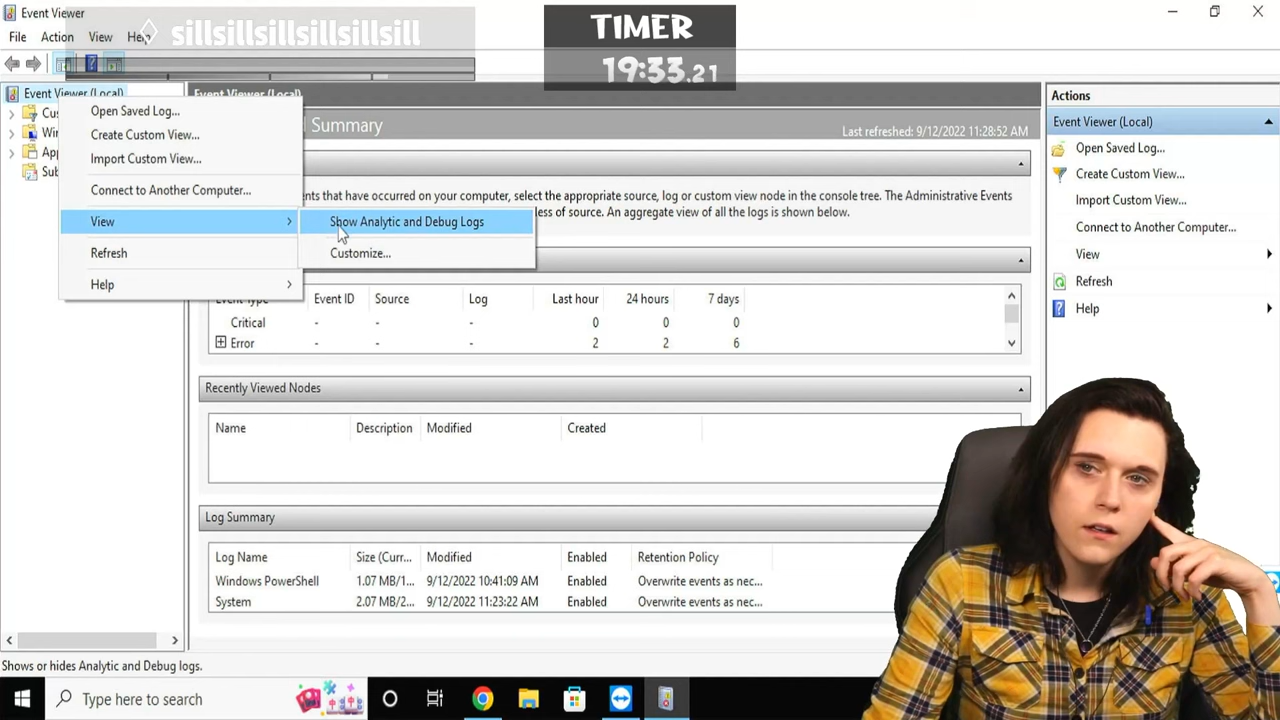 Event Viewer
sillsillsillsillsillsill
TIMER
19:33.21
File Action View Help
Event Viewer (Local)
Event Viewer (Local)
Actions
Open Saved Log...
Create Custom View...
Import Custom View...
Connect to Another Computer...
View
Refresh
Help
Show Analytic and Debug Logs
Customize...
Summary
Last refreshed: 9/12/2022 11:28:52 AM
ents that have occurred on your computer, select the appropriate source, log or custom view node in the console tree. The Administrative Events
less of source. An aggregate view of all the logs is shown below.
Event Type Event ID Source Log Last hour 24 hours 7 days
Critical - - - 0 0 0
Error - - - 2 2 6
Recently Viewed Nodes
Name Description Modified Created
Log Summary
Log Name Size (Curr... Modified Enabled Retention Policy
Windows PowerShell 1.07 MB/1... 9/12/2022 10:41:09 AM Enabled Overwrite events as nec...
System 2.07 MB/2... 9/12/2022 11:23:22 AM Enabled Overwrite events as nec...
Event Viewer (Local)
Open Saved Log...
Create Custom View...
Import Custom View...
Connect to Another Computer...
View
Refresh
Help
Shows or hides Analytic and Debug logs.
Type here to search